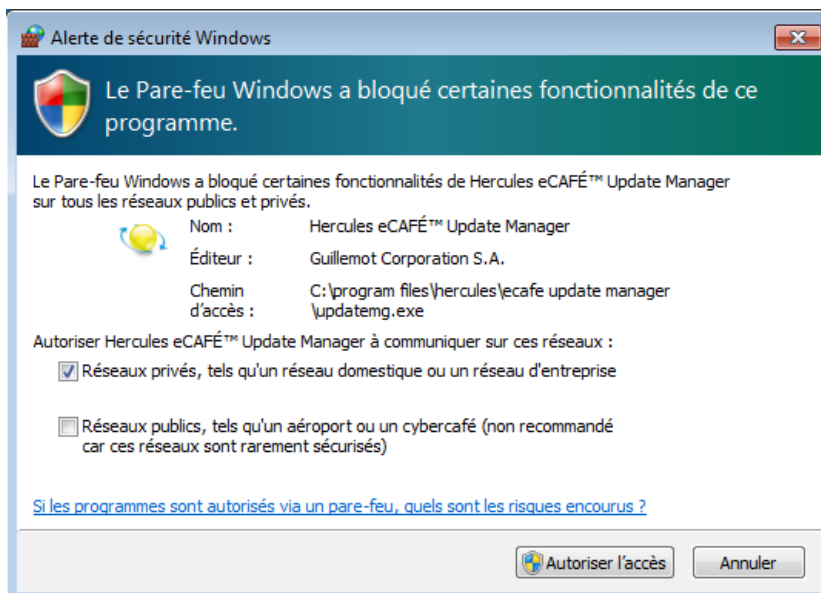 Alerte de sécurité Windows
Le Pare-feu Windows a bloqué certaines fonctionnalités de ce
programme.
Le Pare-feu Windows a bloqué certaines fonctionnalités de Hercules eCAFÉ™ Update Manager
sur tous les réseaux publics et privés.
Nom : Hercules eCAFÉ™ Update Manager
Éditeur : Guillemot Corporation S.A.
Chemin C:\program files\hercules\ecafe update manager
d'accès : \updatemg.exe
Autoriser Hercules eCAFÉ™ Update Manager à communiquer sur ces réseaux :
Réseaux privés, tels qu'un réseau domestique ou un réseau d'entreprise
Réseaux publics, tels qu'un aéroport ou un cybercafé (non recommandé
car ces réseaux sont rarement sécurisés)
Si les programmes sont autorisés via un pare-feu, quels sont les risques encourus ?
Autoriser l'accès Annuler